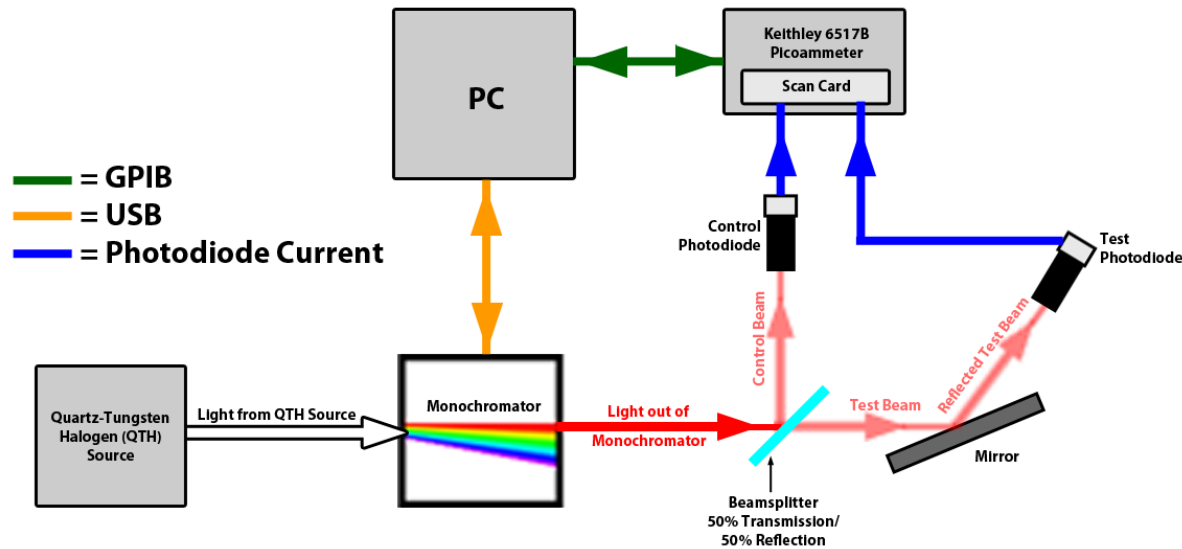 Keithley 6517B
Picoammeter
Scan Card
PC
= GPIB
= USB
= Photodiode Current
Control
Photodiode
Test
Photodiode
Control Beam
Reflected Test Beam
Quartz-Tungsten
Halogen (QTH)
Source
Light from QTH Source
Monochromator
Light out of
Monochromator
Test Beam
Mirror
Beamsplitter
50% Transmission/
50% Reflection